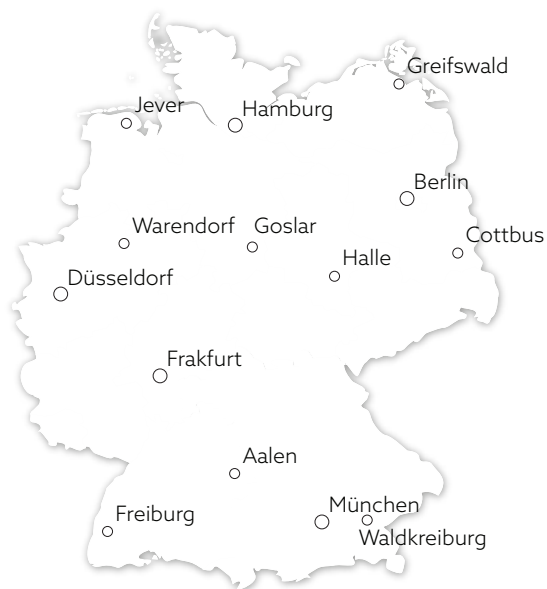 Greifswald
Jever
Hamburg
Berlin
Warendorf
Goslar
Cottbus
Halle
Düsseldorf
Frakfurt
Aalen
München
Freiburg
Waldkreiburg